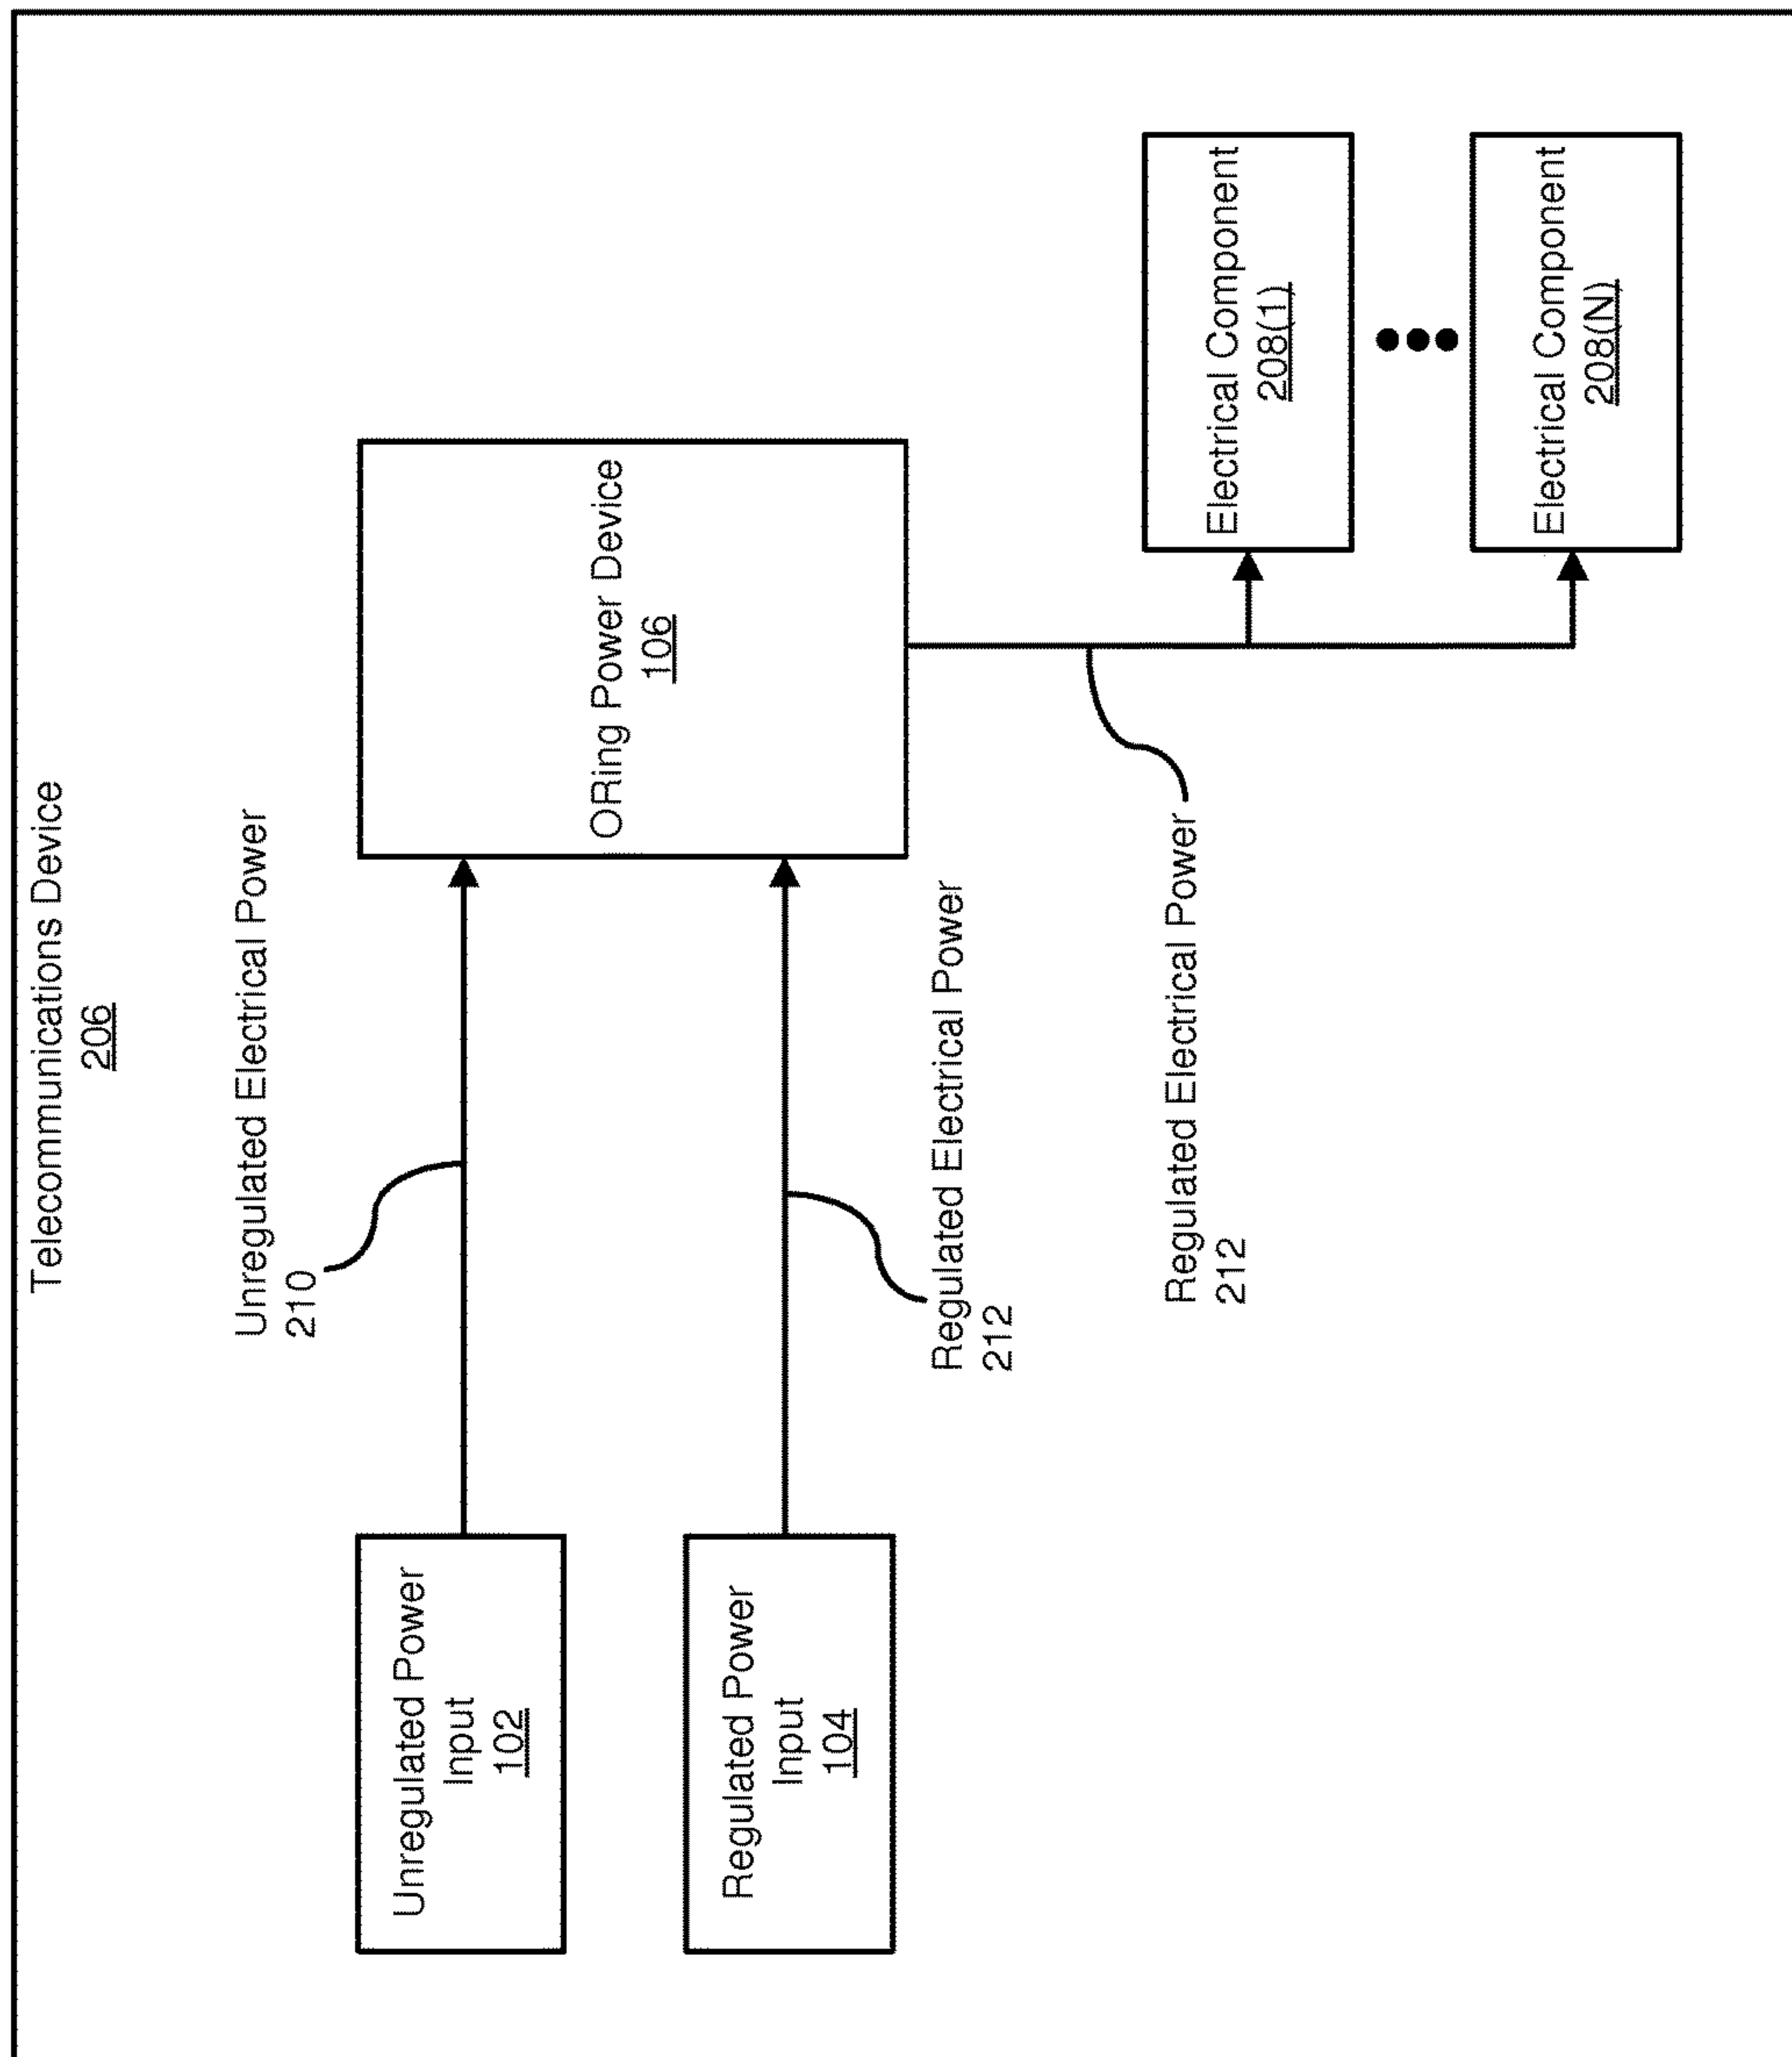 Telecommunications Device
206
Unregulated Electrical Power
210
Unregulated Power
Input
102
ORing Power Device
106
Regulated Power
Input
104
Regulated Electrical Power
212
Regulated Electrical Power
212
Electrical Component
208(1)
Electrical Component
208(N)